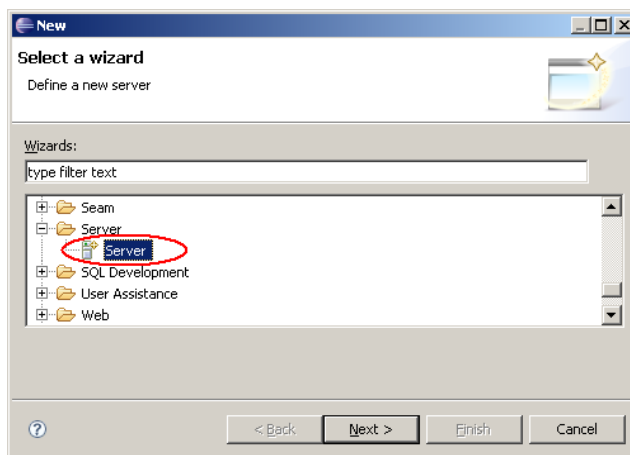 New
Select a wizard
Define a new server
Wizards:
type filter text
Seam
Server
Server
SQL Development
User Assistance
Web
< Back Next > Finish Cancel